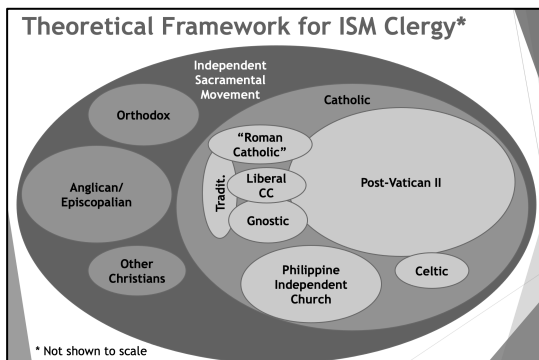 Theoretical Framework for ISM Clergy*
Independent
Sacramental
Movement
Catholic
Orthodox
"Roman
Catholic"
Tradit.
Liberal
CC
Gnostic
Post-Vatican II
Anglican/
Episcopalian
Other
Christians
Philippine
Independent
Church
Celtic
* Not shown to scale